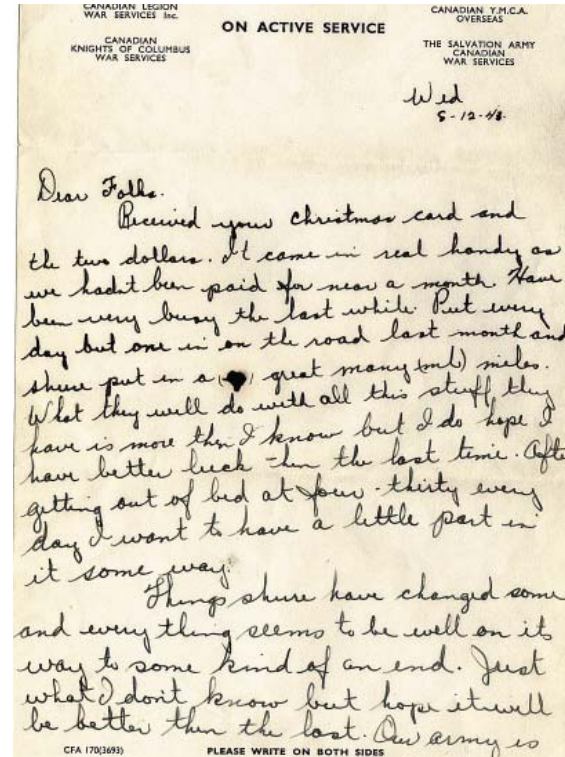 CANADIAN LEGION
WAR SERVICES Inc.
CANADIAN
KNIGHTS OF COLUMBUS
WAR SERVICES
ON ACTIVE SERVICE
CANADIAN Y.M.C.A.
OVERSEAS
THE SALVATION ARMY
CANADIAN
WAR SERVICES
Wed
8-12-43.
Dear Folks.
Received your Christmas card and
the two dollars. It came in real handy as
we hadnt been paid for near a month. Have
been very busy the last while. Put every
day but one in on the road last month and
shure put in a great many miles.
What they will do with all this stuff they
have is more then I know but I do hope I
have better luck then the last time. Afte
getting out of bed at four-thirty every
day I want to have a little part in
it some way.
Things shure have changed some
and every thing seems to be well on its
way to some kind of an end. Just
what I don't know but hope it will
be better then the last. Our army is
CFA 170(3693)
PLEASE WRITE ON BOTH SIDES